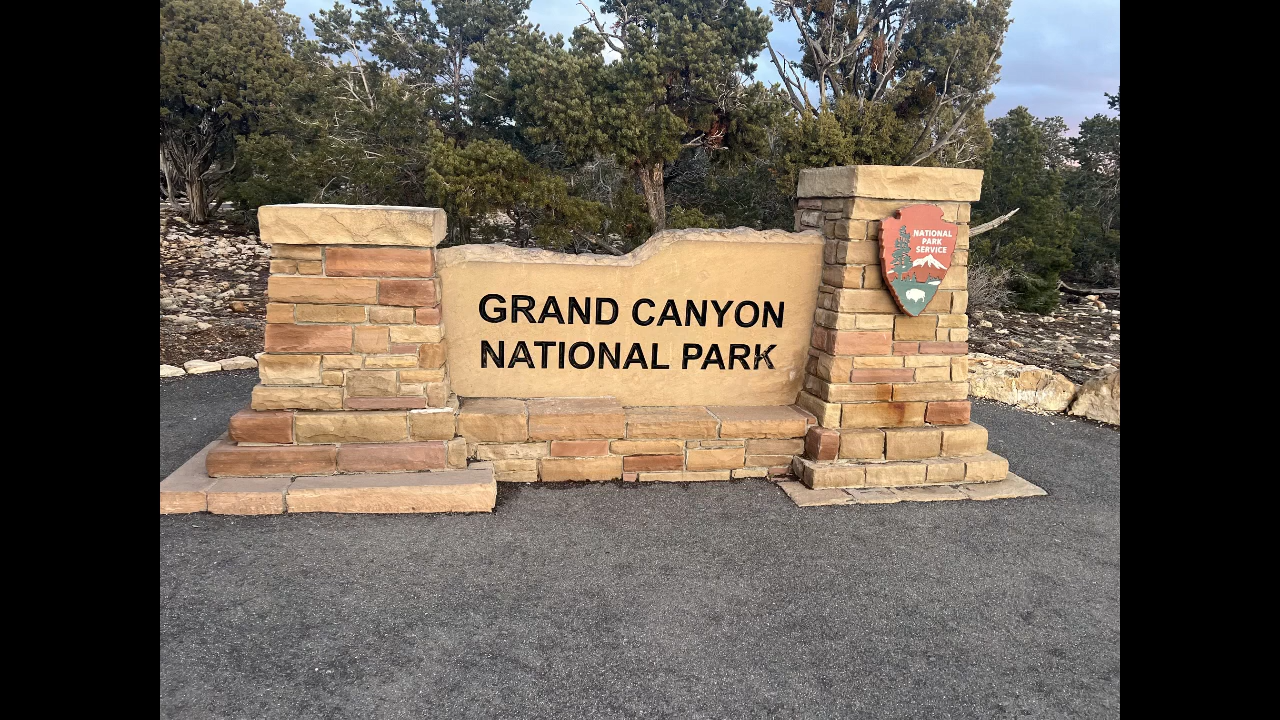 GRAND CANYON
NATIONAL PARK
NATIONAL
PARK
SERVICE